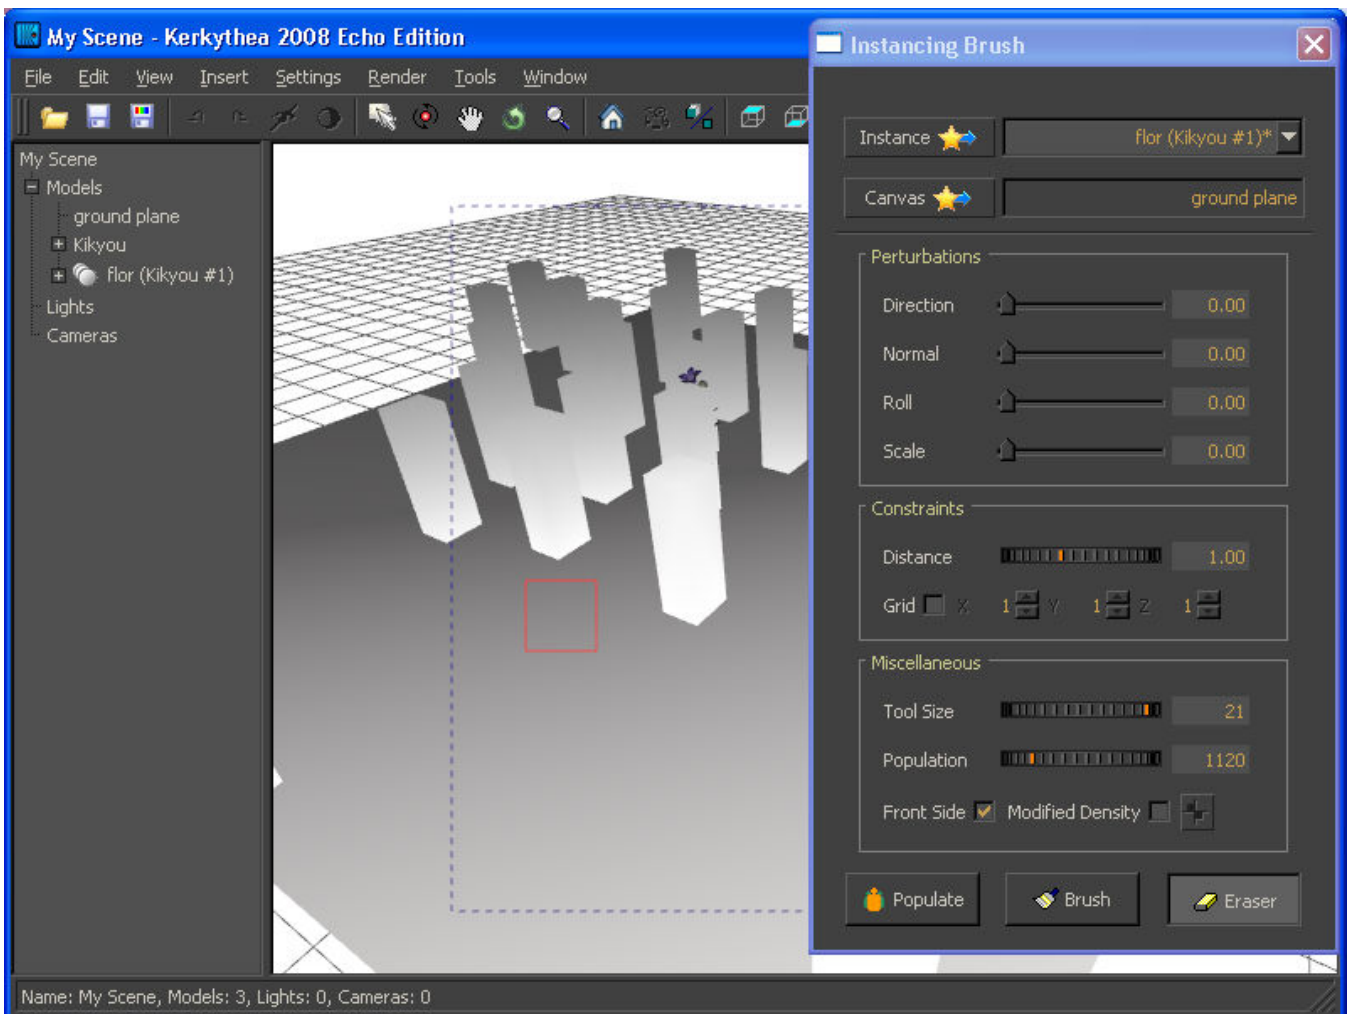 My Scene - Kerkythea 2008 Echo Edition
File Edit View Insert Settings Render Tools Window
My Scene
Models
ground plane
Kikyou
flor (Kikyou #1)
Lights
Cameras
Instancing Brush
Instance flor (Kikyou #1)*
Canvas ground plane
Perturbations
Direction 0.00
Normal 0.00
Roll 0.00
Scale 0.00
Constraints
Distance 1.00
Grid X 1 Y 1 Z 1
Miscellaneous
Tool Size 21
Population 1120
Front Side Modified Density
Populate Brush Eraser
Name: My Scene, Models: 3, Lights: 0, Cameras: 0